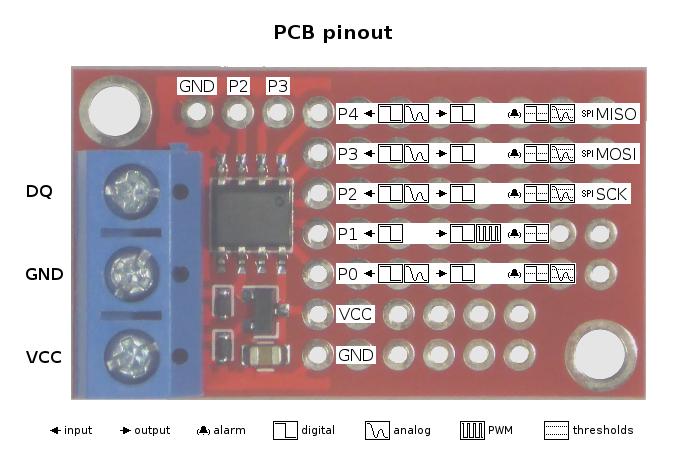 PCB pinout
GND P2 P3
P4 SPI MISO
P3 SPI MOSI
DQ
P2 SPI SCK
P1
GND
P0
VCC
VCC
GND
input output alarm digital analog PWM thresholds